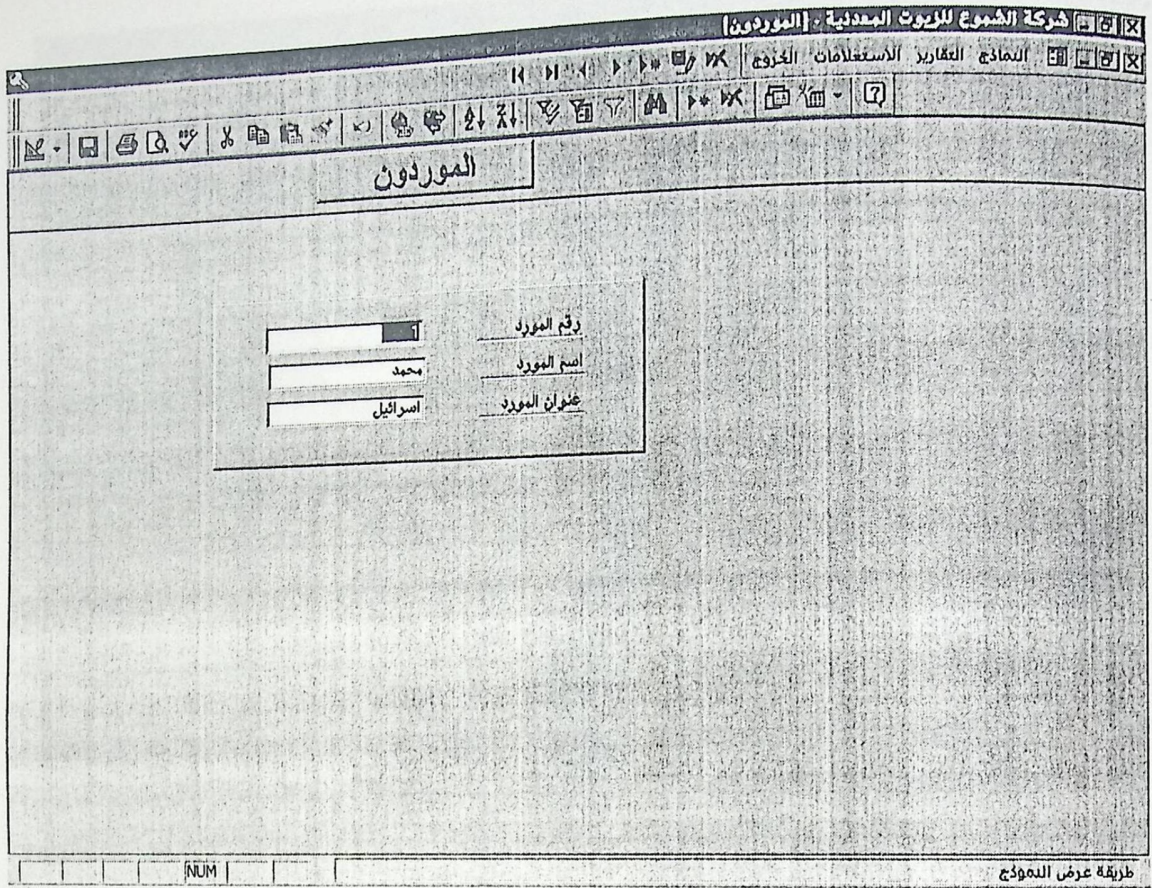 شركة الشموع للزيوت المعدنية - [الموردون]
النماذج التقارير الاستعلامات الخروج
الموردون
رقم المورد 1
اسم المورد محمد
عنوان المورد اسرائيل
طريقة عرض النموذج NUM